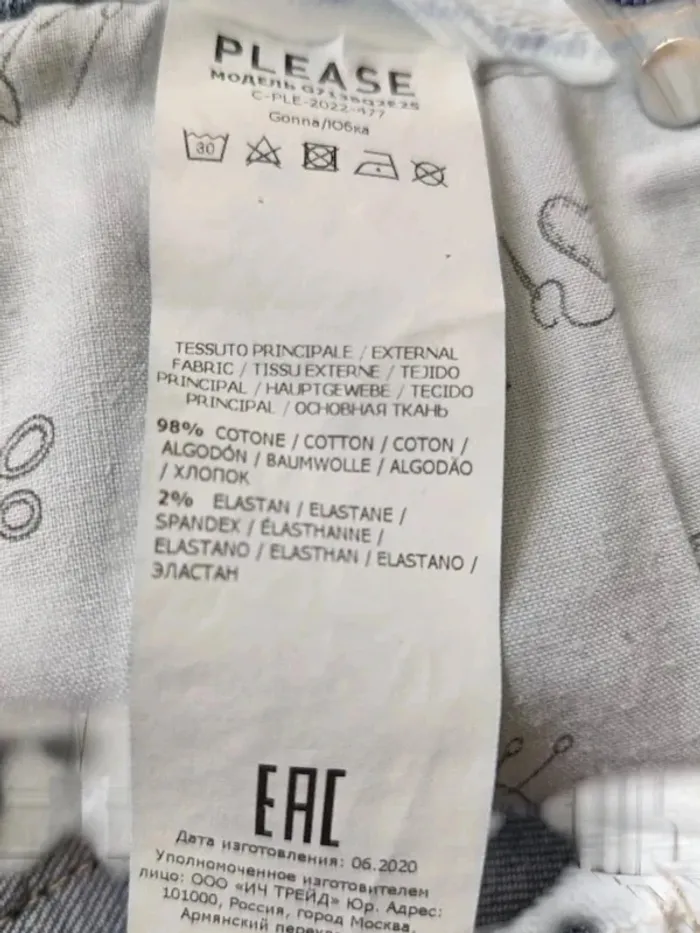 PLEASE
МОДЕЛЬ
C-PLE-2022-477
Gonna/Юбка
30
TESSUTO PRINCIPALE / EXTERNAL
FABRIC / TISSU EXTERNE / TEJIDO
PRINCIPAL / HAUPTGEWEBE / TECIDO
PRINCIPAL / ОСНОВНАЯ ТКАНЬ
98% COTONE / COTTON / COTON /
ALGODÓN / BAUMWOLLE / ALGODÃO
/ ХЛОПОК
2% ELASTAN / ELASTANE /
SPANDEX / ÉLASTHANNE /
ELASTANO / ELASTHAN / ELASTANO /
ЭЛАСТАН
EAC
Дата изготовления: 06.2020
Уполномоченное изготовителем
лицо: ООО «ИЧ ТРЕЙД» Юр. Адрес:
101000, Россия, город Москва,
Армянский